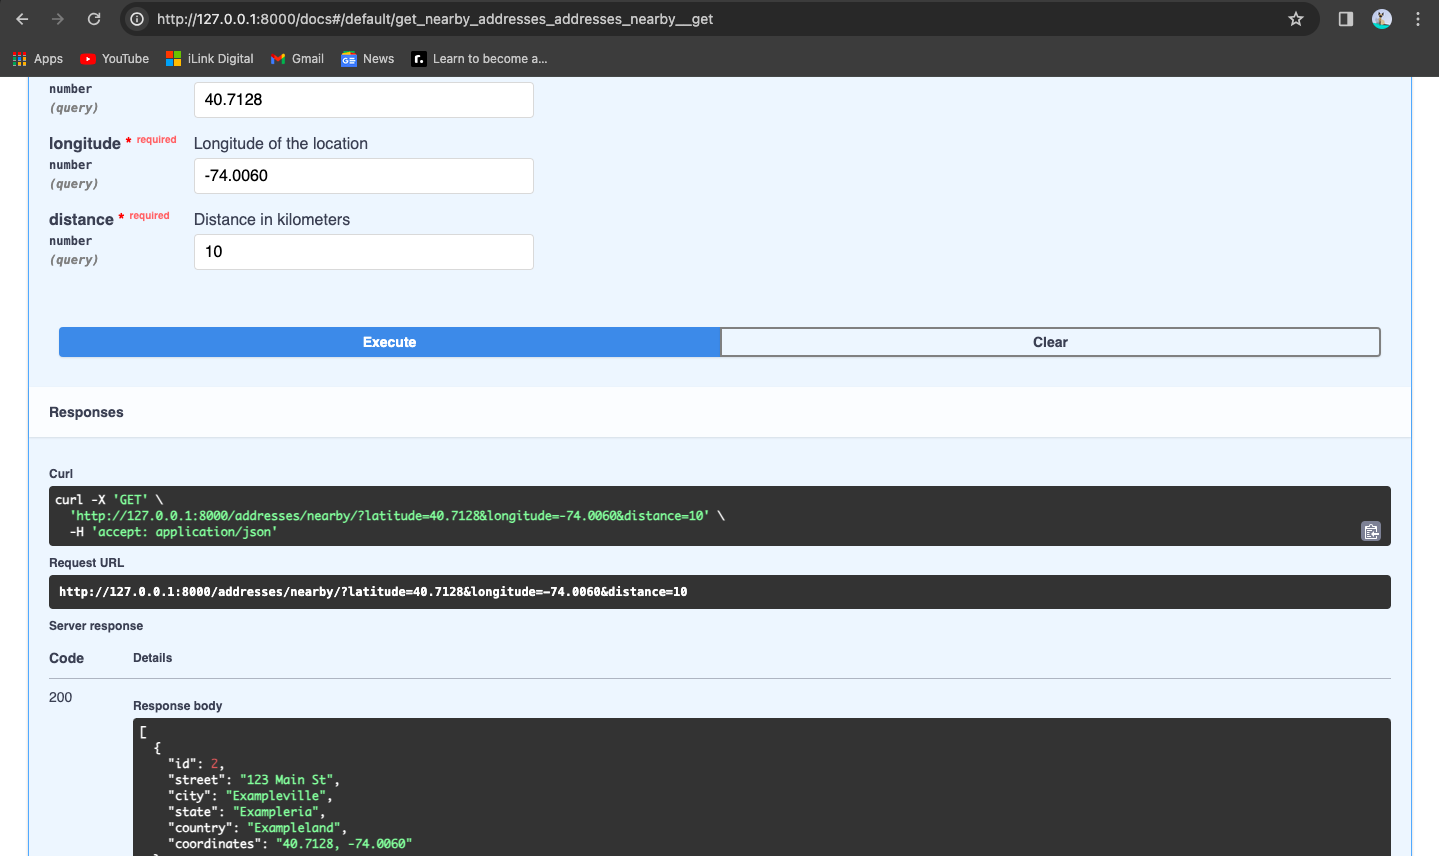 http://127.0.0.1:8000/docs#/default/get_nearby_addresses_addresses_nearby__get
Apps YouTube iLink Digital Gmail News Learn to become a...
number
(query)
40.7128
longitude * required Longitude of the location
number
(query)
-74.0060
distance * required Distance in kilometers
number
(query)
10
Execute Clear
Responses
Curl
curl -X 'GET' \
'http://127.0.0.1:8000/addresses/nearby/?latitude=40.7128&longitude=-74.0060&distance=10' \
-H 'accept: application/json'
Request URL
http://127.0.0.1:8000/addresses/nearby/?latitude=40.7128&longitude=-74.0060&distance=10
Server response
Code Details
200
Response body
[
{
"id": 2,
"street": "123 Main St",
"city": "Exampleville",
"state": "Exampleria",
"country": "Exampleland",
"coordinates": "40.7128, -74.0060"